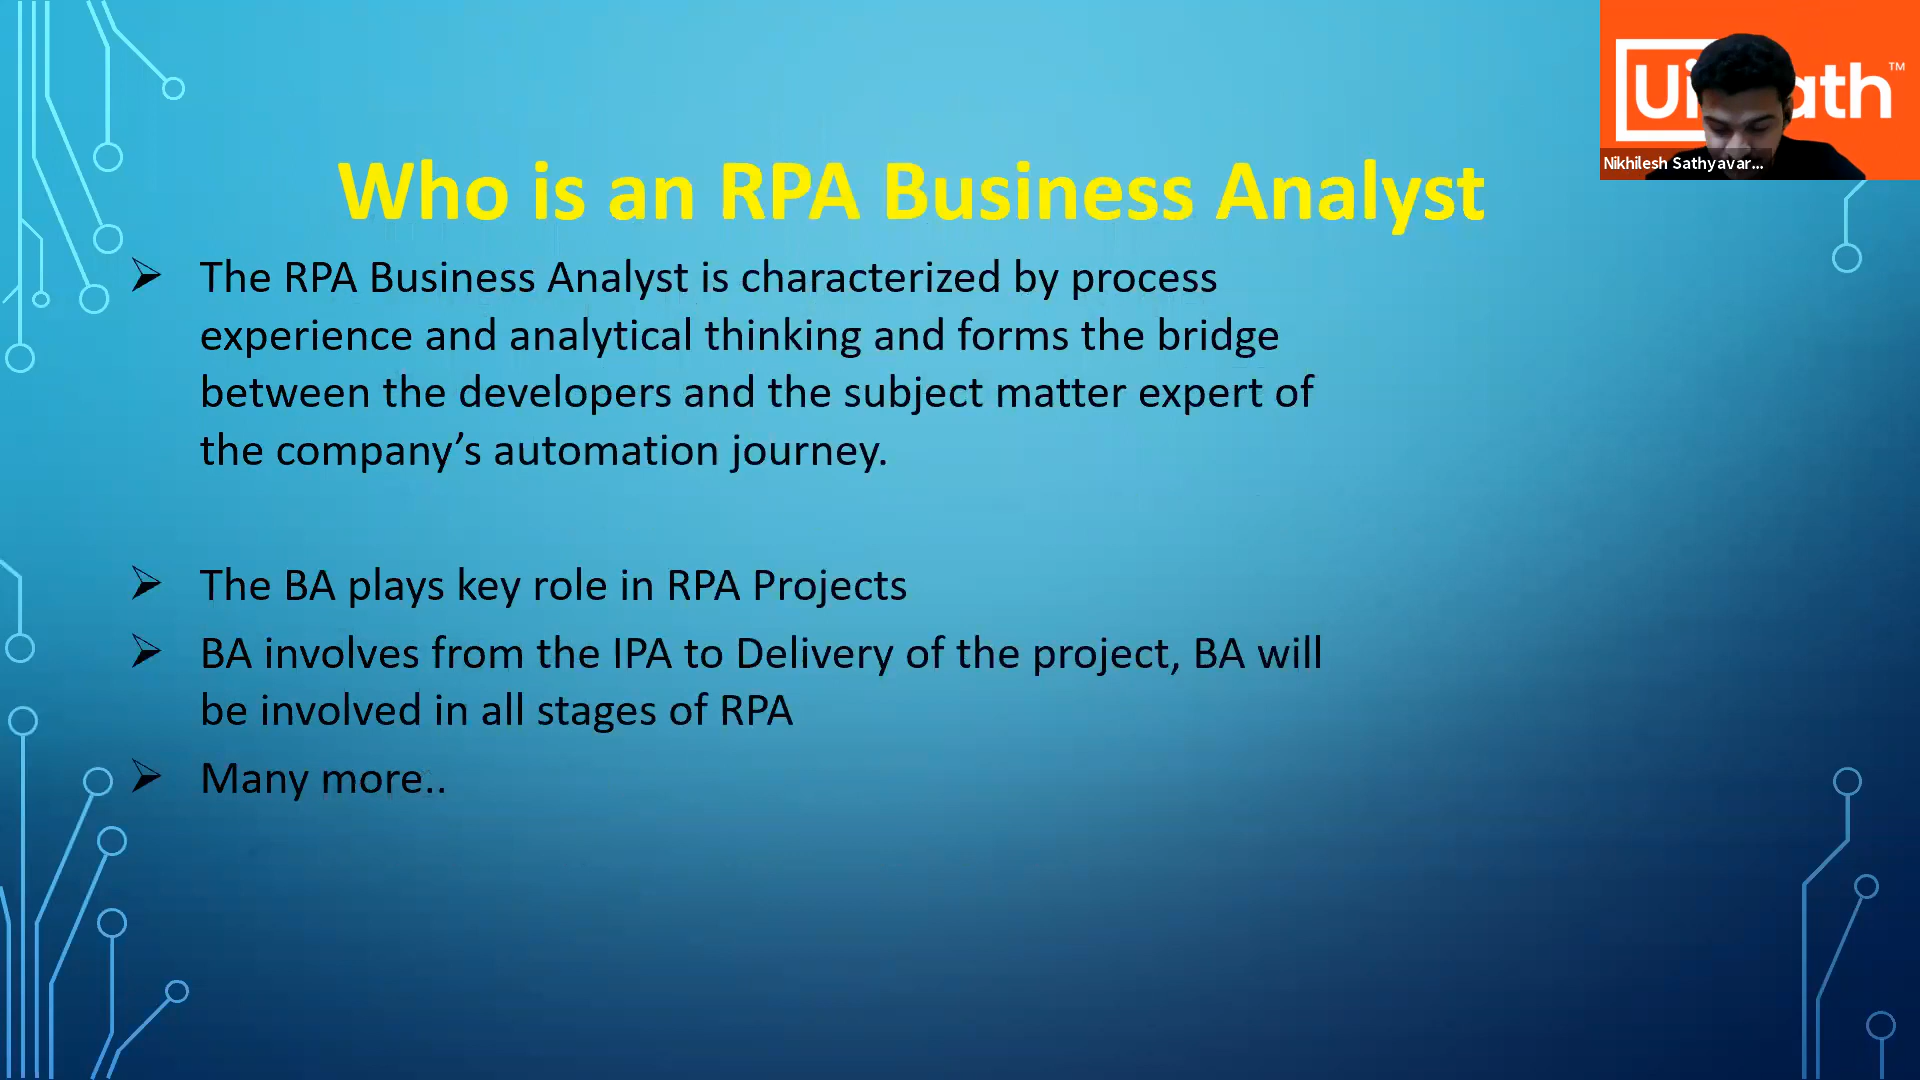 Who is an RPA Business Analyst
The RPA Business Analyst is characterized by process
experience and analytical thinking and forms the bridge
between the developers and the subject matter expert of
the company’s automation journey.
The BA plays key role in RPA Projects
BA involves from the IPA to Delivery of the project, BA will
be involved in all stages of RPA
Many more..
Ui ath™
Nikhilesh Sathyavar...